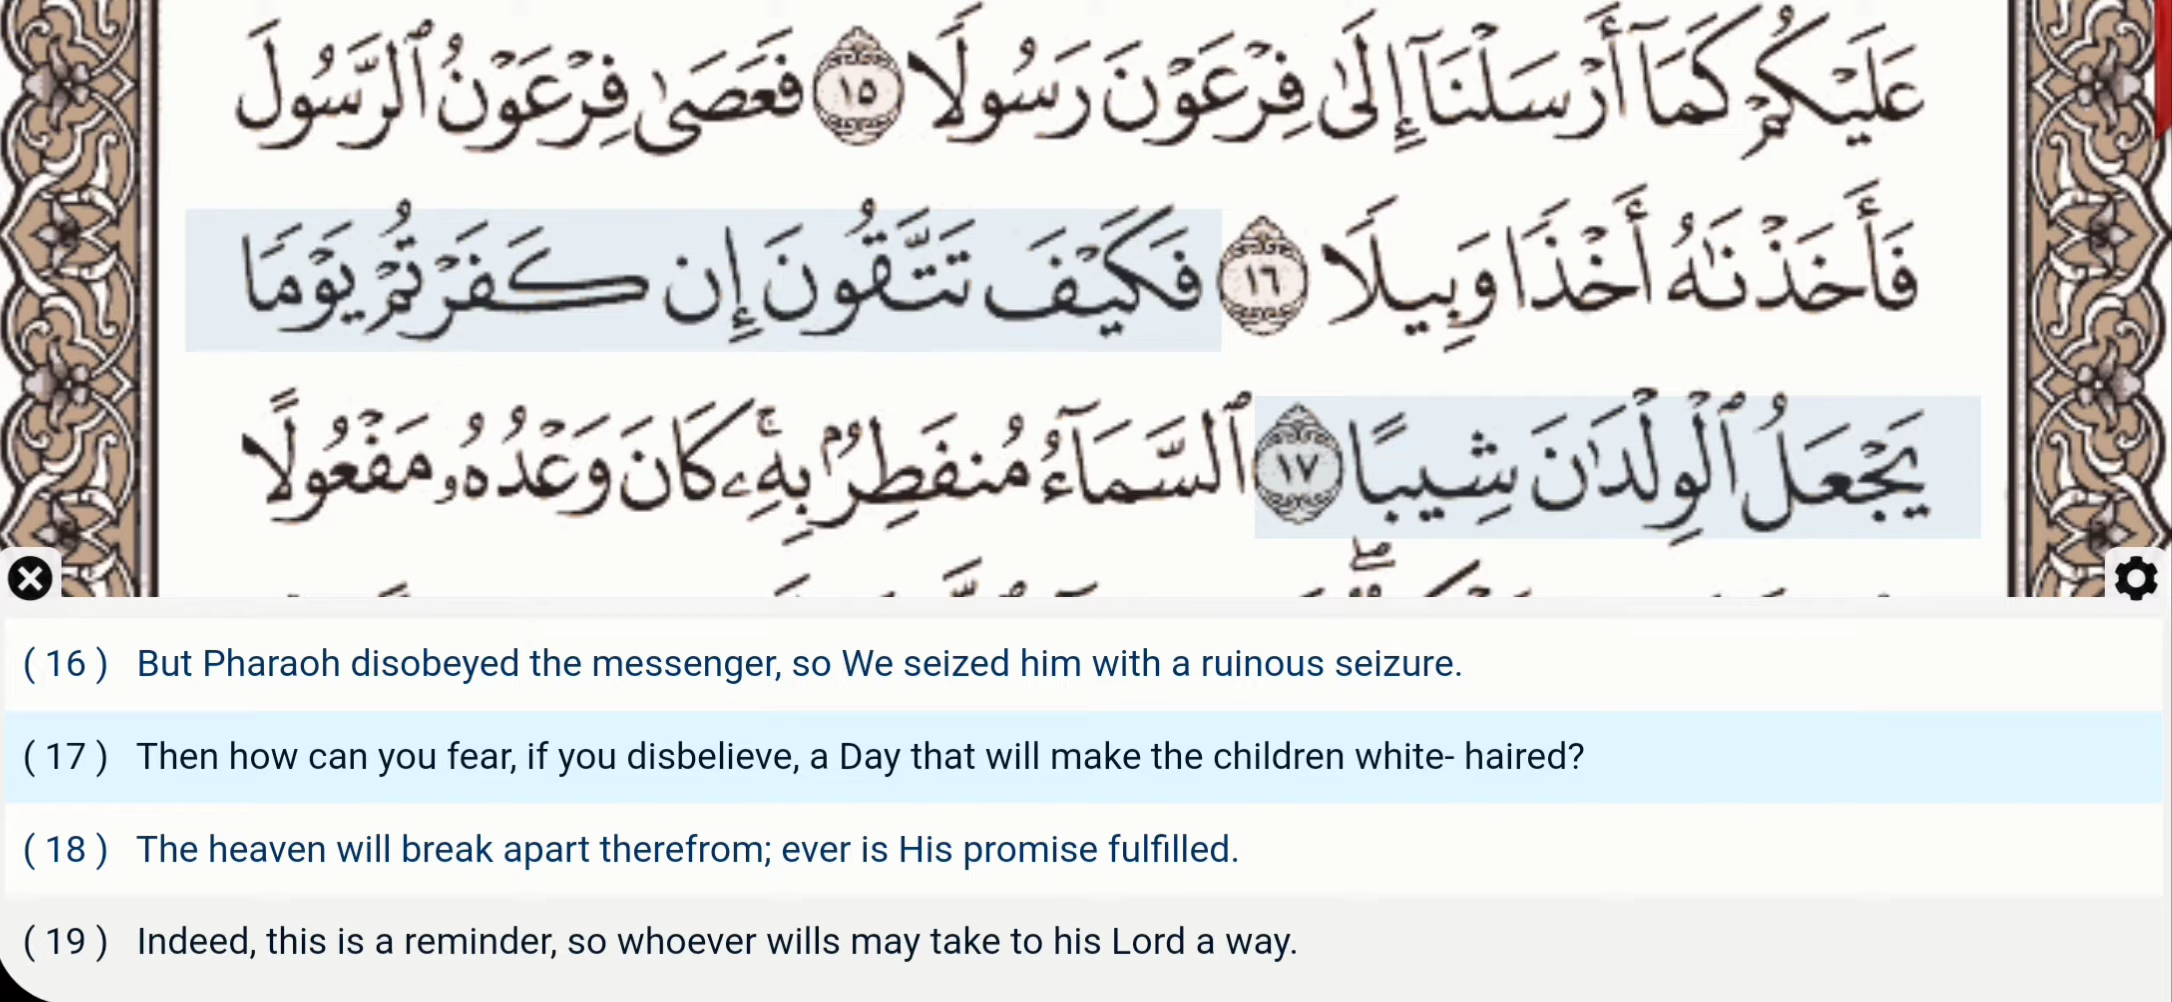 عَلَيْكُمْ كَمَآ أَرْسَلْنَآ إِلَىٰ فِرْعَوْنَ رَسُولًا ١٥ فَعَصَىٰ فِرْعَوْنُ ٱلرَّسُولَ
فَأَخَذْنَٰهُ أَخْذًا وَبِيلًا ١٦ فَكَيْفَ تَتَّقُونَ إِن كَفَرْتُمْ يَوْمًا
يَجْعَلُ ٱلْوِلْدَٰنَ شِيبًا ١٧ ٱلسَّمَآءُ مُنفَطِرٌۢ بِهِۦۚ كَانَ وَعْدُهُۥ مَفْعُولًا
( 16 ) But Pharaoh disobeyed the messenger, so We seized him with a ruinous seizure.
( 17 ) Then how can you fear, if you disbelieve, a Day that will make the children white- haired?
( 18 ) The heaven will break apart therefrom; ever is His promise fulfilled.
( 19 ) Indeed, this is a reminder, so whoever wills may take to his Lord a way.